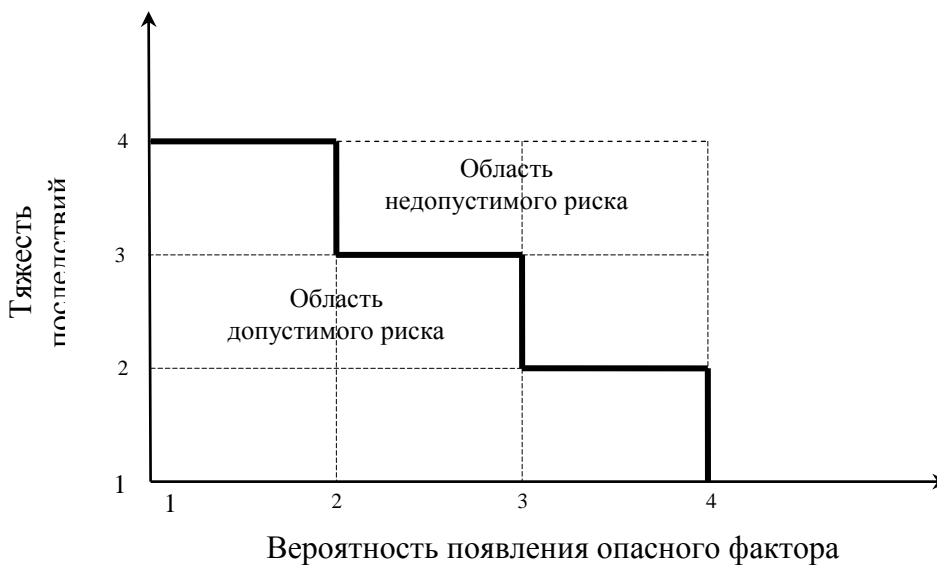 4
Область
недопустимого риска
Тяжесть
последствий
3
Область
допустимого риска
2
1
1
2
3
4
Вероятность появления опасного фактора